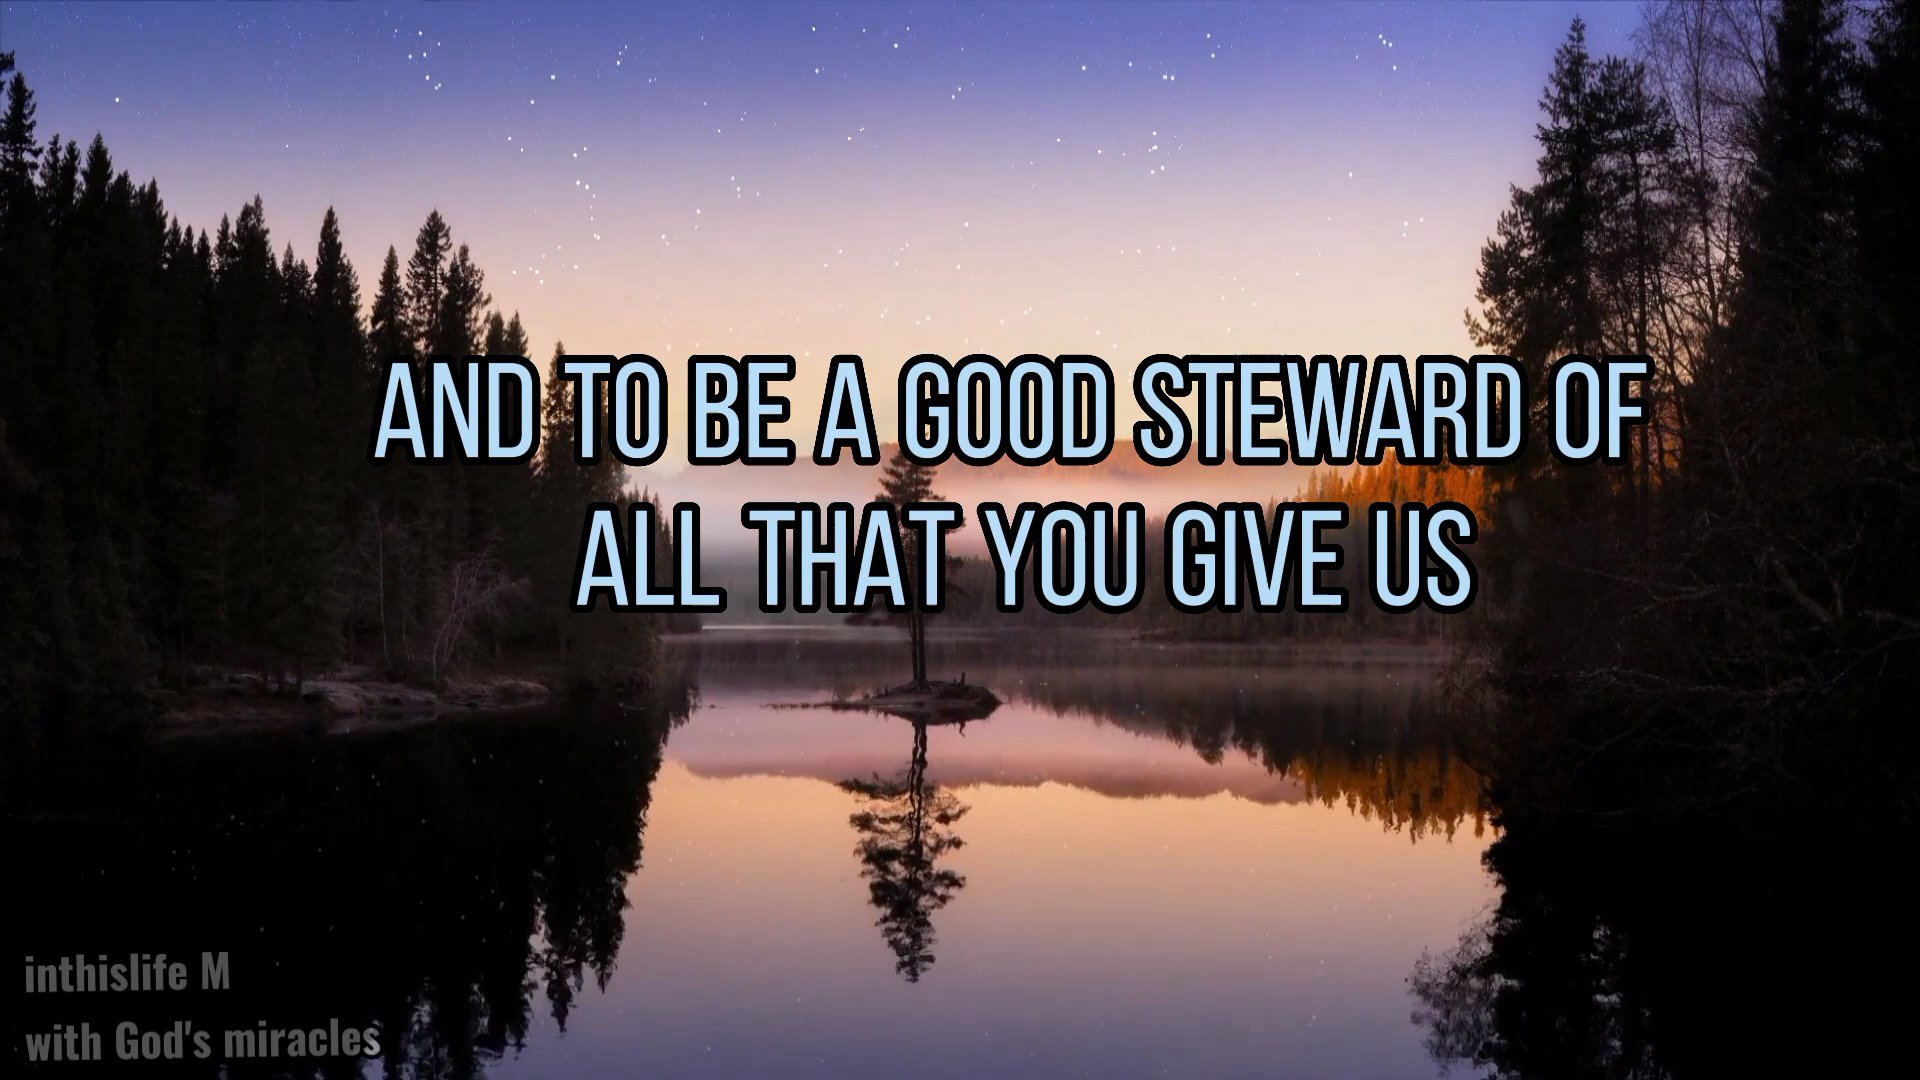 AND TO BE A GOOD STEWARD OF
ALL THAT YOU GIVE US
inthislife M
with God's miracles